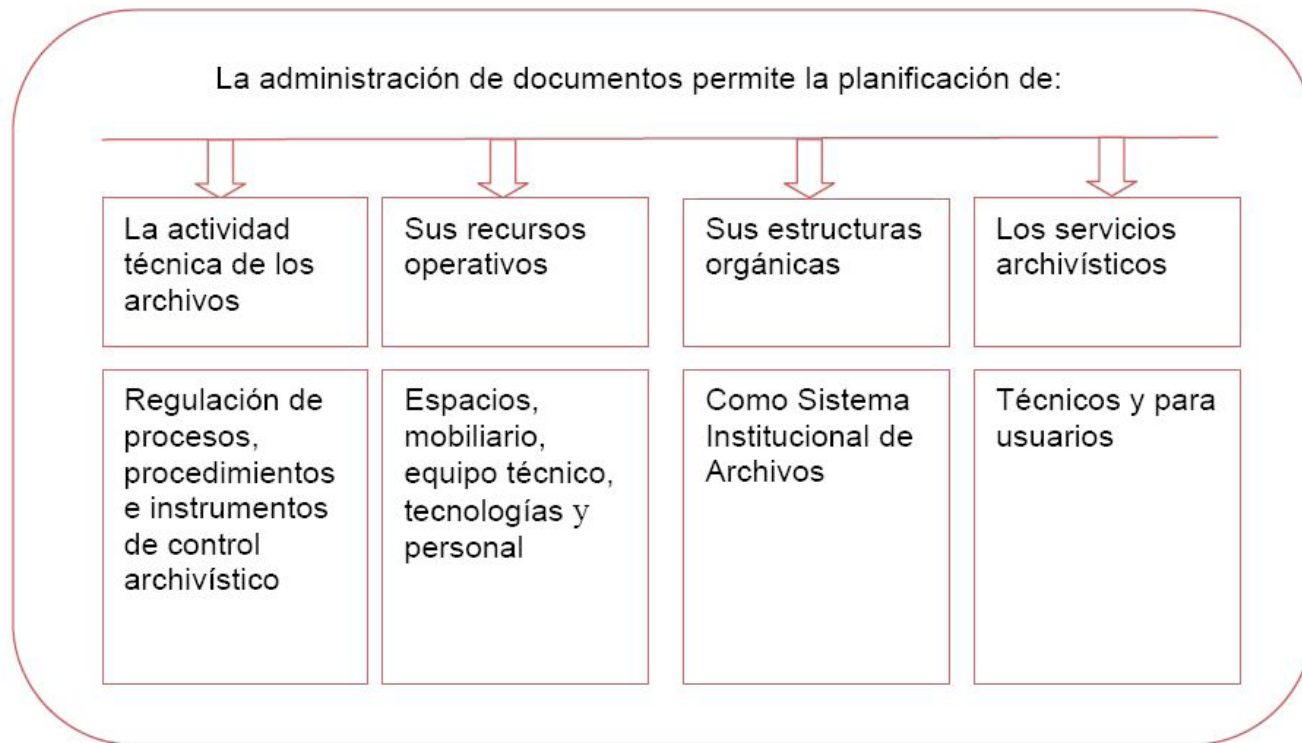 La administración de documentos permite la planificación de:
La actividad
técnica de los
archivos
Sus recursos
operativos
Sus estructuras
orgánicas
Los servicios
archivísticos
Regulación de
procesos,
procedimientos
e instrumentos
de control
archivístico
Espacios,
mobiliario,
equipo técnico,
tecnologías y
personal
Como Sistema
Institucional de
Archivos
Técnicos y para
usuarios